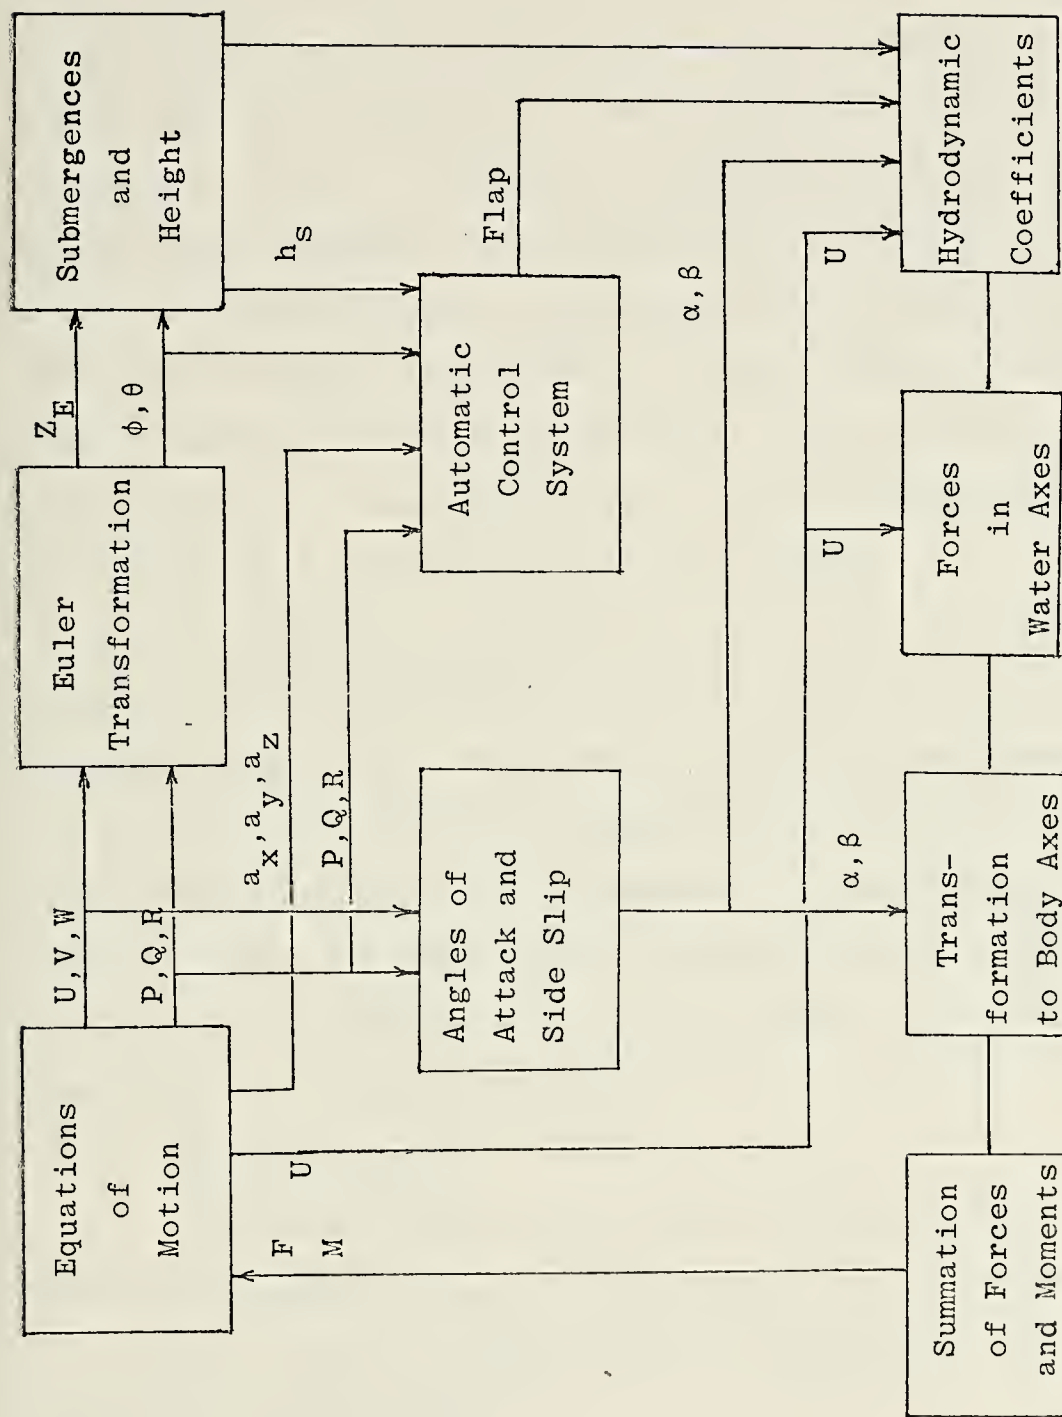 Equations
of
Motion
U,V,W
P,Q,R
Euler
Transformation
Z_E
ϕ,θ
Submergences
and
Height
a_x,a_y,a_z
P,Q,R
h_s
U
F
M
Angles of
Attack and
Side Slip
Automatic
Control
System
Flap
α,β
α,β
U
U
Summation
of Forces
and Moments
Trans-
formation
to Body Axes
Forces
in
Water Axes
Hydrodynamic
Coefficients